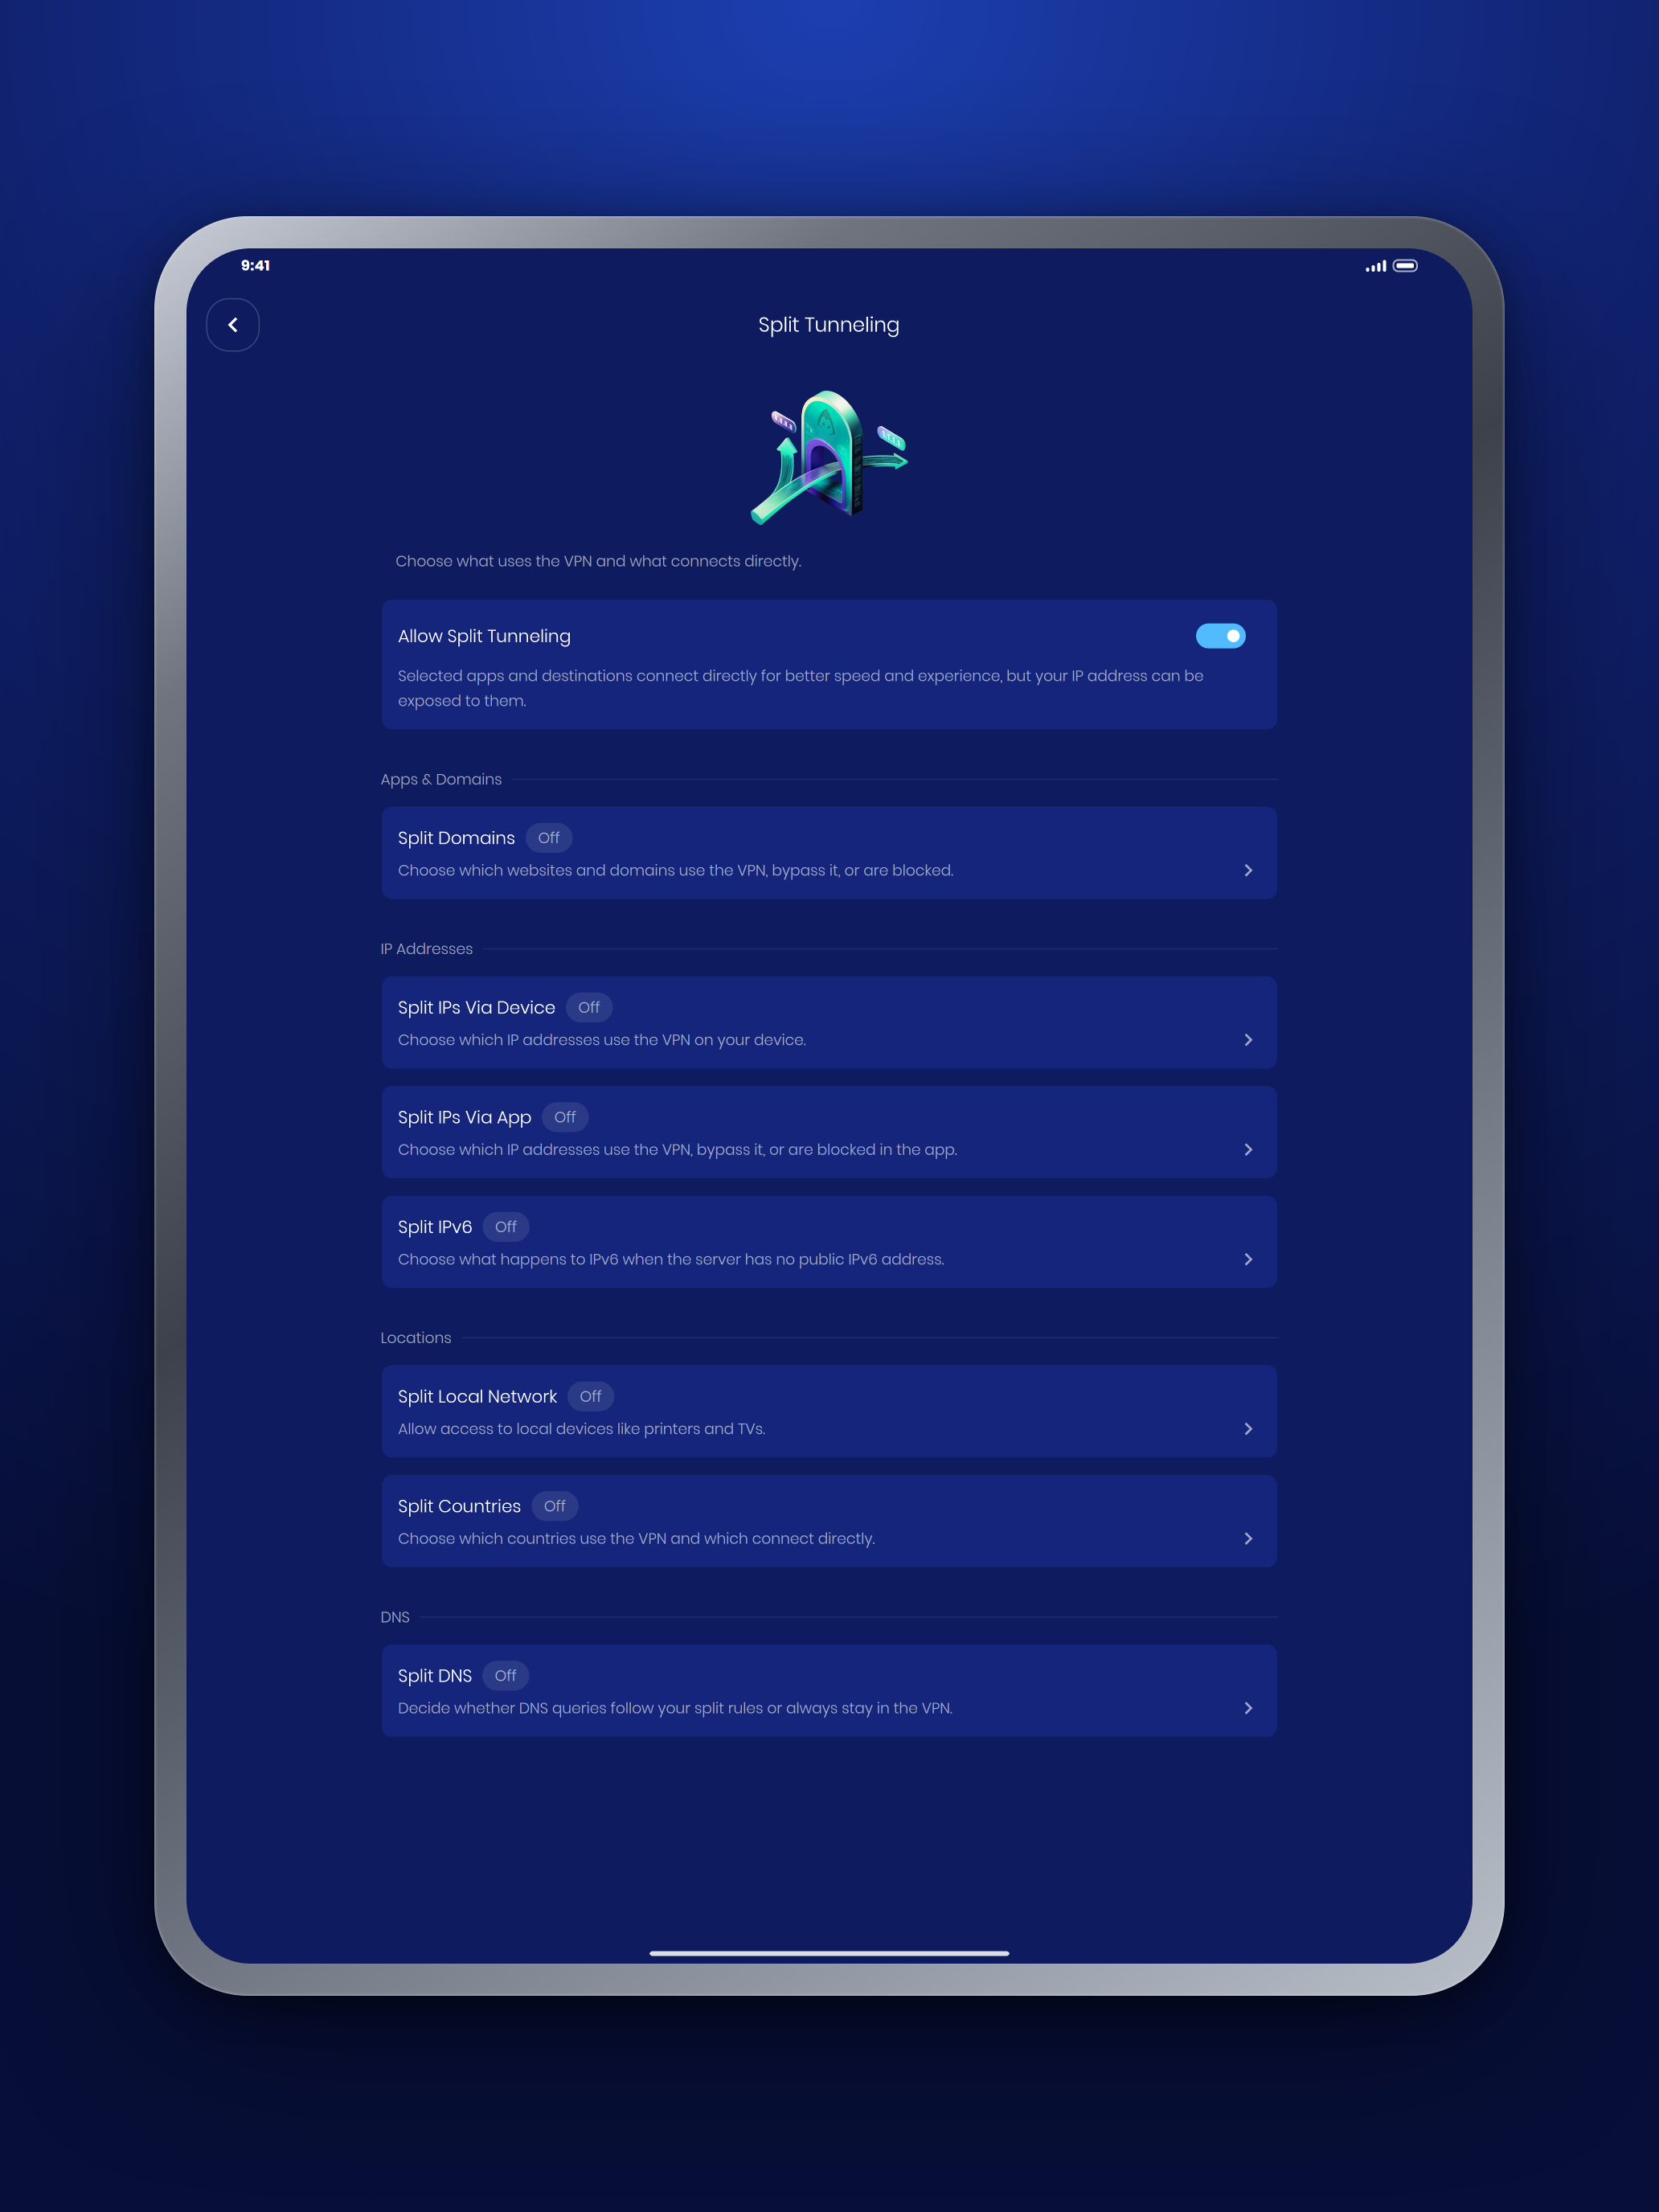 9:41
Split Tunneling
Choose what uses the VPN and what connects directly.
Allow Split Tunneling
Selected apps and destinations connect directly for better speed and experience, but your IP address can be
exposed to them.
Apps & Domains
Split Domains Off
Choose which websites and domains use the VPN, bypass it, or are blocked.
IP Addresses
Split IPs Via Device Off
Choose which IP addresses use the VPN on your device.
Split IPs Via App Off
Choose which IP addresses use the VPN, bypass it, or are blocked in the app.
Split IPv6 Off
Choose what happens to IPv6 when the server has no public IPv6 address.
Locations
Split Local Network Off
Allow access to local devices like printers and TVs.
Split Countries Off
Choose which countries use the VPN and which connect directly.
DNS
Split DNS Off
Decide whether DNS queries follow your split rules or always stay in the VPN.